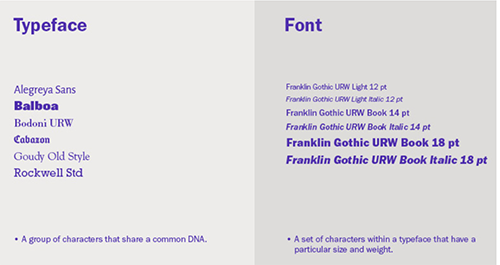 Typeface
Alegreya Sans
Balboa
Bodoni URW
Cabazon
Goudy Old Style
Rockwell Std
• A group of characters that share a common DNA.
Font
Franklin Gothic URW Light 12 pt
Franklin Gothic URW Light Italic 12 pt
Franklin Gothic URW Book 14 pt
Franklin Gothic URW Book Italic 14 pt
Franklin Gothic URW Book 18 pt
Franklin Gothic URW Book Italic 18 pt
• A set of characters within a typeface that have a
particular size and weight.